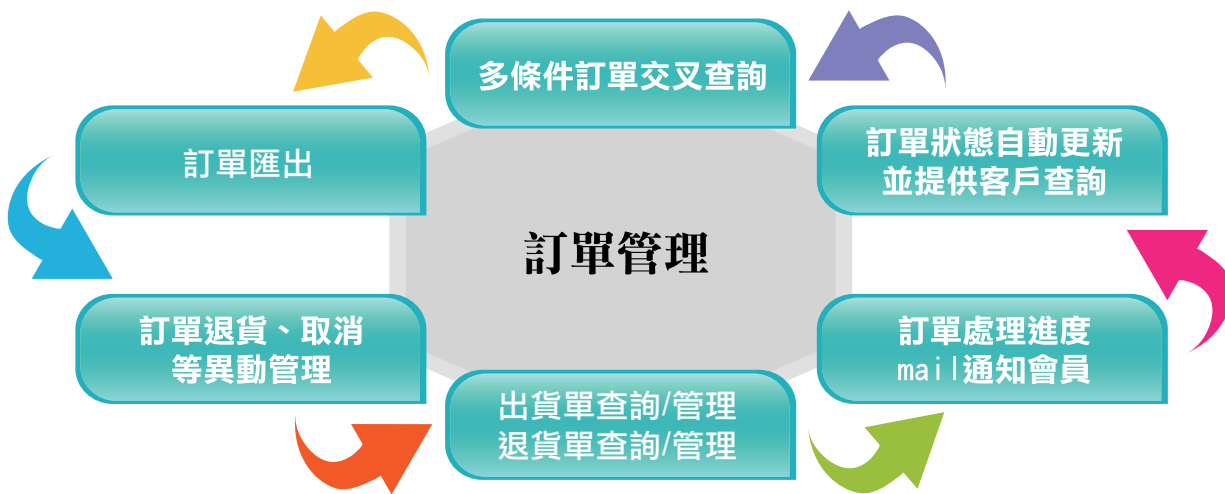 多條件訂單交叉查詢
訂單匯出
訂單狀態自動更新
並提供客戶查詢
訂單管理
訂單退貨、取消
等異動管理
訂單處理進度
mail通知會員
出貨單查詢/管理
退貨單查詢/管理